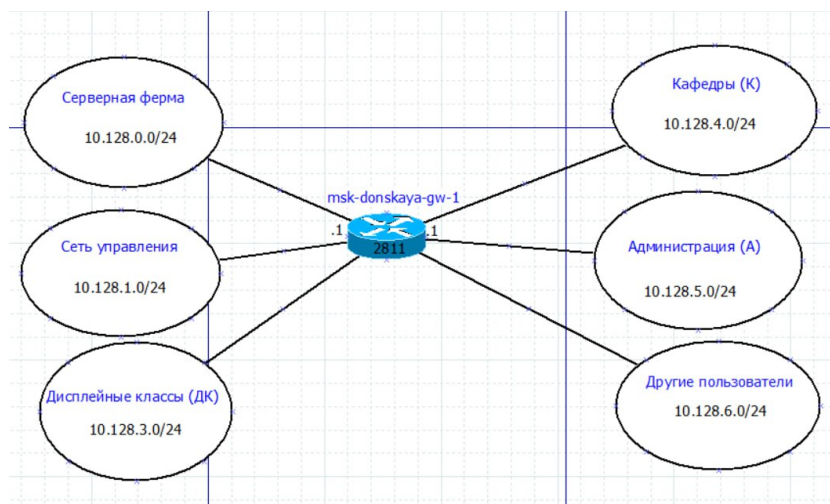 Серверная ферма
10.128.0.0/24
Кафедры (К)
10.128.4.0/24
msk-donskaya-gw-1
.1
.1
2811
Сеть управления
10.128.1.0/24
Администрация (А)
10.128.5.0/24
Дисплейные классы (ДК)
10.128.3.0/24
Другие пользователи
10.128.6.0/24